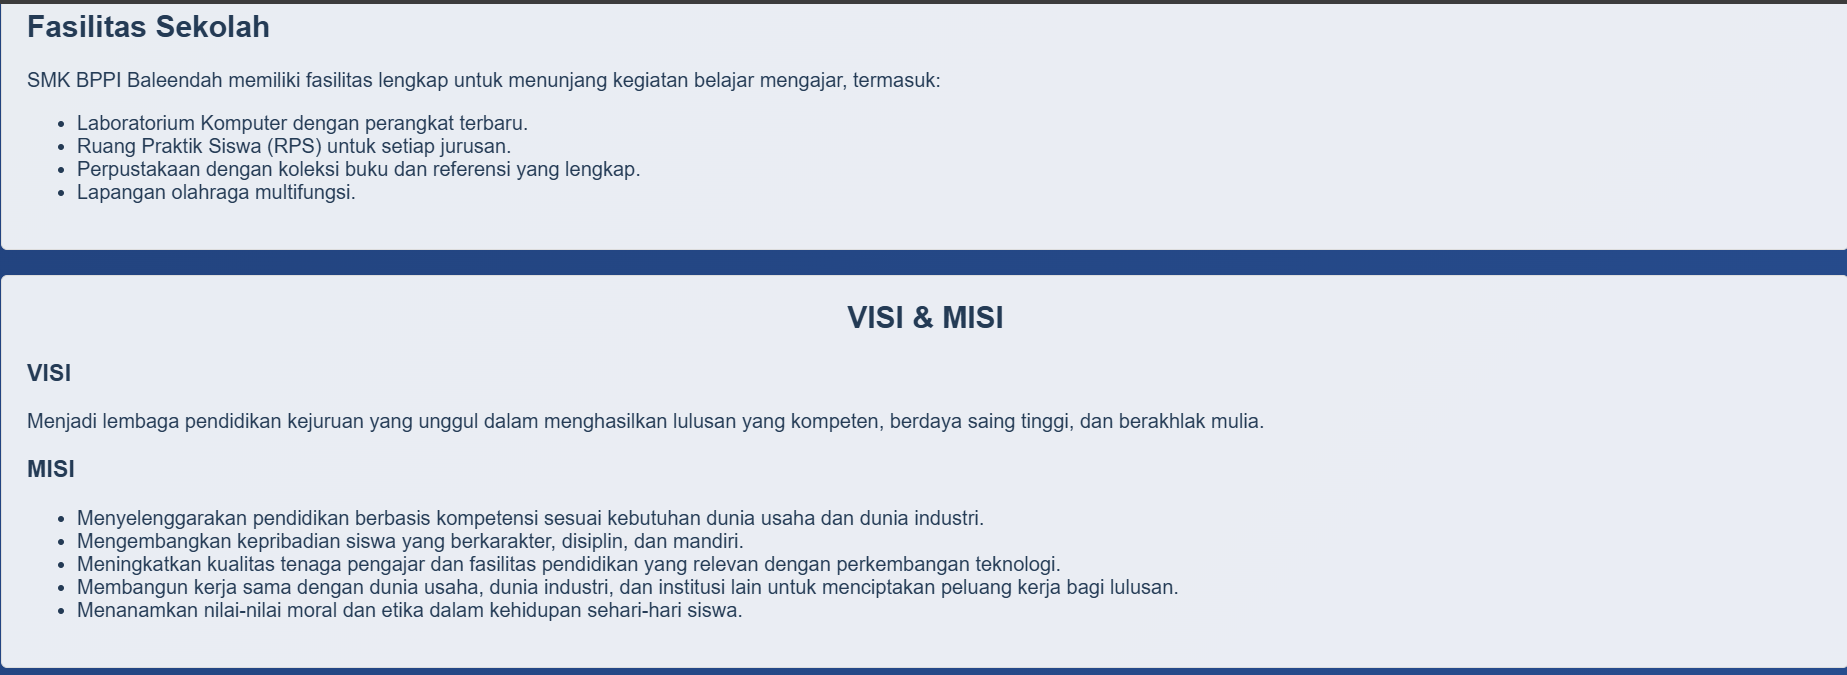 Fasilitas Sekolah
SMK BPPI Baleendah memiliki fasilitas lengkap untuk menunjang kegiatan belajar mengajar, termasuk:
• Laboratorium Komputer dengan perangkat terbaru.
• Ruang Praktik Siswa (RPS) untuk setiap jurusan.
• Perpustakaan dengan koleksi buku dan referensi yang lengkap.
• Lapangan olahraga multifungsi.
VISI & MISI
VISI
Menjadi lembaga pendidikan kejuruan yang unggul dalam menghasilkan lulusan yang kompeten, berdaya saing tinggi, dan berakhlak mulia.
MISI
• Menyelenggarakan pendidikan berbasis kompetensi sesuai kebutuhan dunia usaha dan dunia industri.
• Mengembangkan kepribadian siswa yang berkarakter, disiplin, dan mandiri.
• Meningkatkan kualitas tenaga pengajar dan fasilitas pendidikan yang relevan dengan perkembangan teknologi.
• Membangun kerja sama dengan dunia usaha, dunia industri, dan institusi lain untuk menciptakan peluang kerja bagi lulusan.
• Menanamkan nilai-nilai moral dan etika dalam kehidupan sehari-hari siswa.